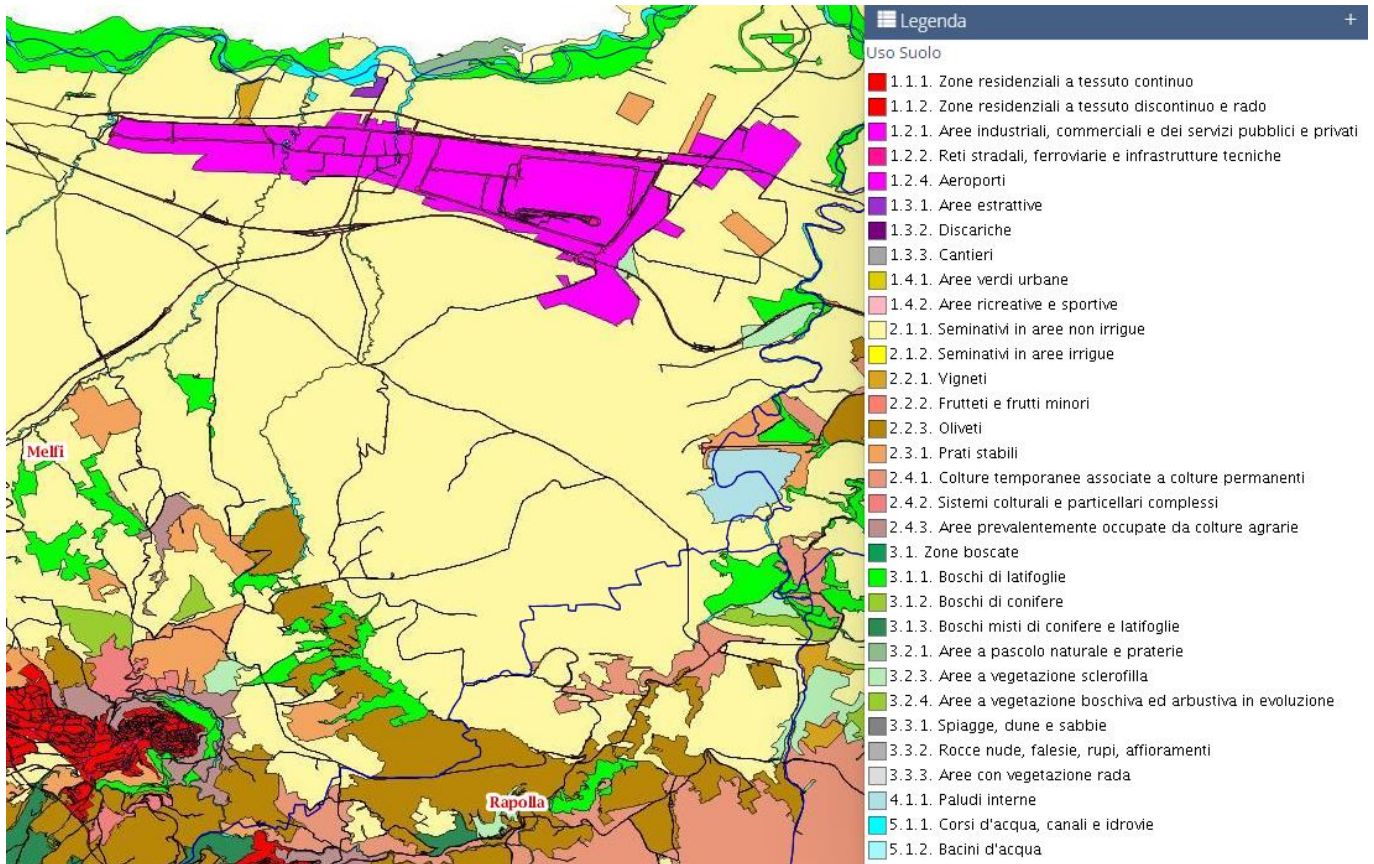 Legenda +
Uso Suolo
1.1.1. Zone residenziali a tessuto continuo
1.1.2. Zone residenziali a tessuto discontinuo e rado
1.2.1. Aree industriali, commerciali e dei servizi pubblici e privati
1.2.2. Reti stradali, ferroviarie e infrastrutture tecniche
1.2.4. Aeroporti
1.3.1. Aree estrattive
1.3.2. Discariche
1.3.3. Cantieri
1.4.1. Aree verdi urbane
1.4.2. Aree ricreative e sportive
2.1.1. Seminativi in aree non irrigue
2.1.2. Seminativi in aree irrigue
2.2.1. Vigneti
2.2.2. Frutteti e frutti minori
2.2.3. Oliveti
2.3.1. Prati stabili
2.4.1. Colture temporanee associate a colture permanenti
2.4.2. Sistemi colturali e particellari complessi
2.4.3. Aree prevalentemente occupate da colture agrarie
3.1. Zone boscate
3.1.1. Boschi di latifoglie
3.1.2. Boschi di conifere
3.1.3. Boschi misti di conifere e latifoglie
3.2.1. Aree a pascolo naturale e praterie
3.2.3. Aree a vegetazione sclerofilla
3.2.4. Aree a vegetazione boschiva ed arbustiva in evoluzione
3.3.1. Spiagge, dune e sabbie
3.3.2. Rocce nude, falesie, rupi, affioramenti
3.3.3. Aree con vegetazione rada
4.1.1. Paludi interne
5.1.1. Corsi d'acqua, canali e idrovie
5.1.2. Bacini d'acqua
Melfi
Rapolla